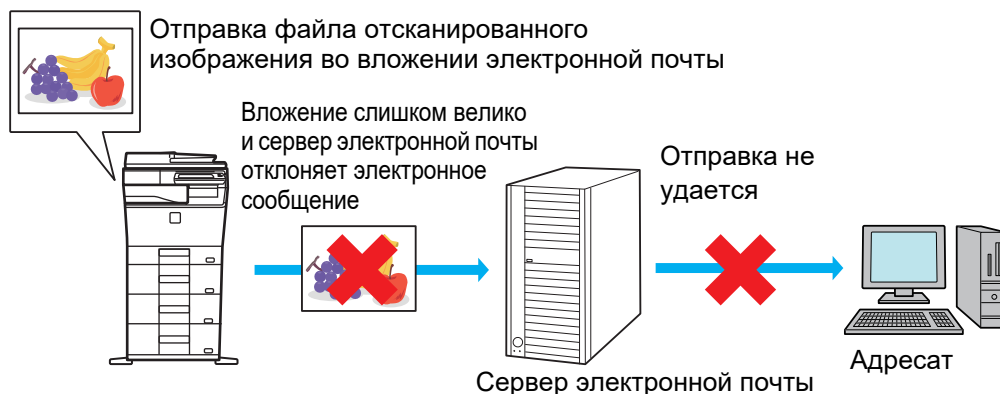 Отправка файла отсканированного
изображения во вложении электронной почты
Вложение слишком велико
и сервер электронной почты
отклоняет электронное
сообщение
Отправка не
удается
Адресат
Сервер электронной почты